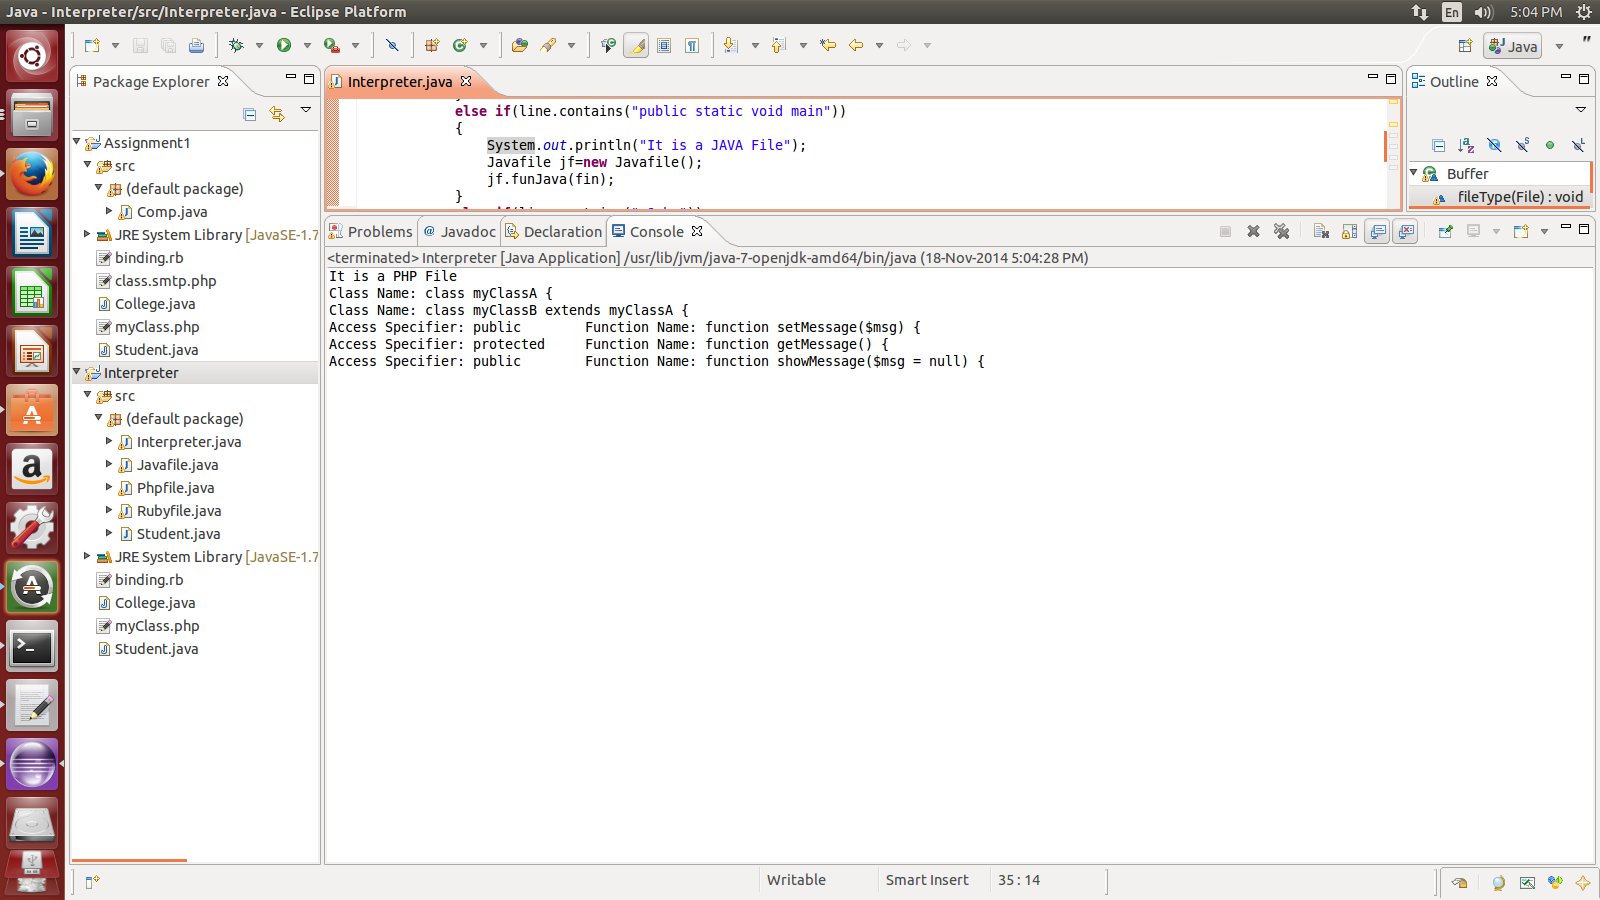 Java - Interpreter/src/Interpreter.java - Eclipse Platform
En
5:04 PM
Java
Package Explorer
Assignment1
src
(default package)
Comp.java
JRE System Library [JavaSE-1.7
binding.rb
class.smtp.php
College.java
myClass.php
Student.java
Interpreter
src
(default package)
Interpreter.java
Javafile.java
Phpfile.java
Rubyfile.java
Student.java
JRE System Library [JavaSE-1.7
binding.rb
College.java
myClass.php
Student.java
Interpreter.java
else if(line.contains("public static void main"))
{
System.out.println("It is a JAVA File");
Javafile jf=new Javafile();
jf.funJava(fin);
}
Outline
Buffer
fileType(File) : void
Problems
@ Javadoc
Declaration
Console
<terminated> Interpreter [Java Application] /usr/lib/jvm/java-7-openjdk-amd64/bin/java (18-Nov-2014 5:04:28 PM)
It is a PHP File
Class Name: class myClassA {
Class Name: class myClassB extends myClassA {
Access Specifier: public        Function Name: function setMessage($msg) {
Access Specifier: protected     Function Name: function getMessage() {
Access Specifier: public        Function Name: function showMessage($msg = null) {
Writable
Smart Insert
35 : 14